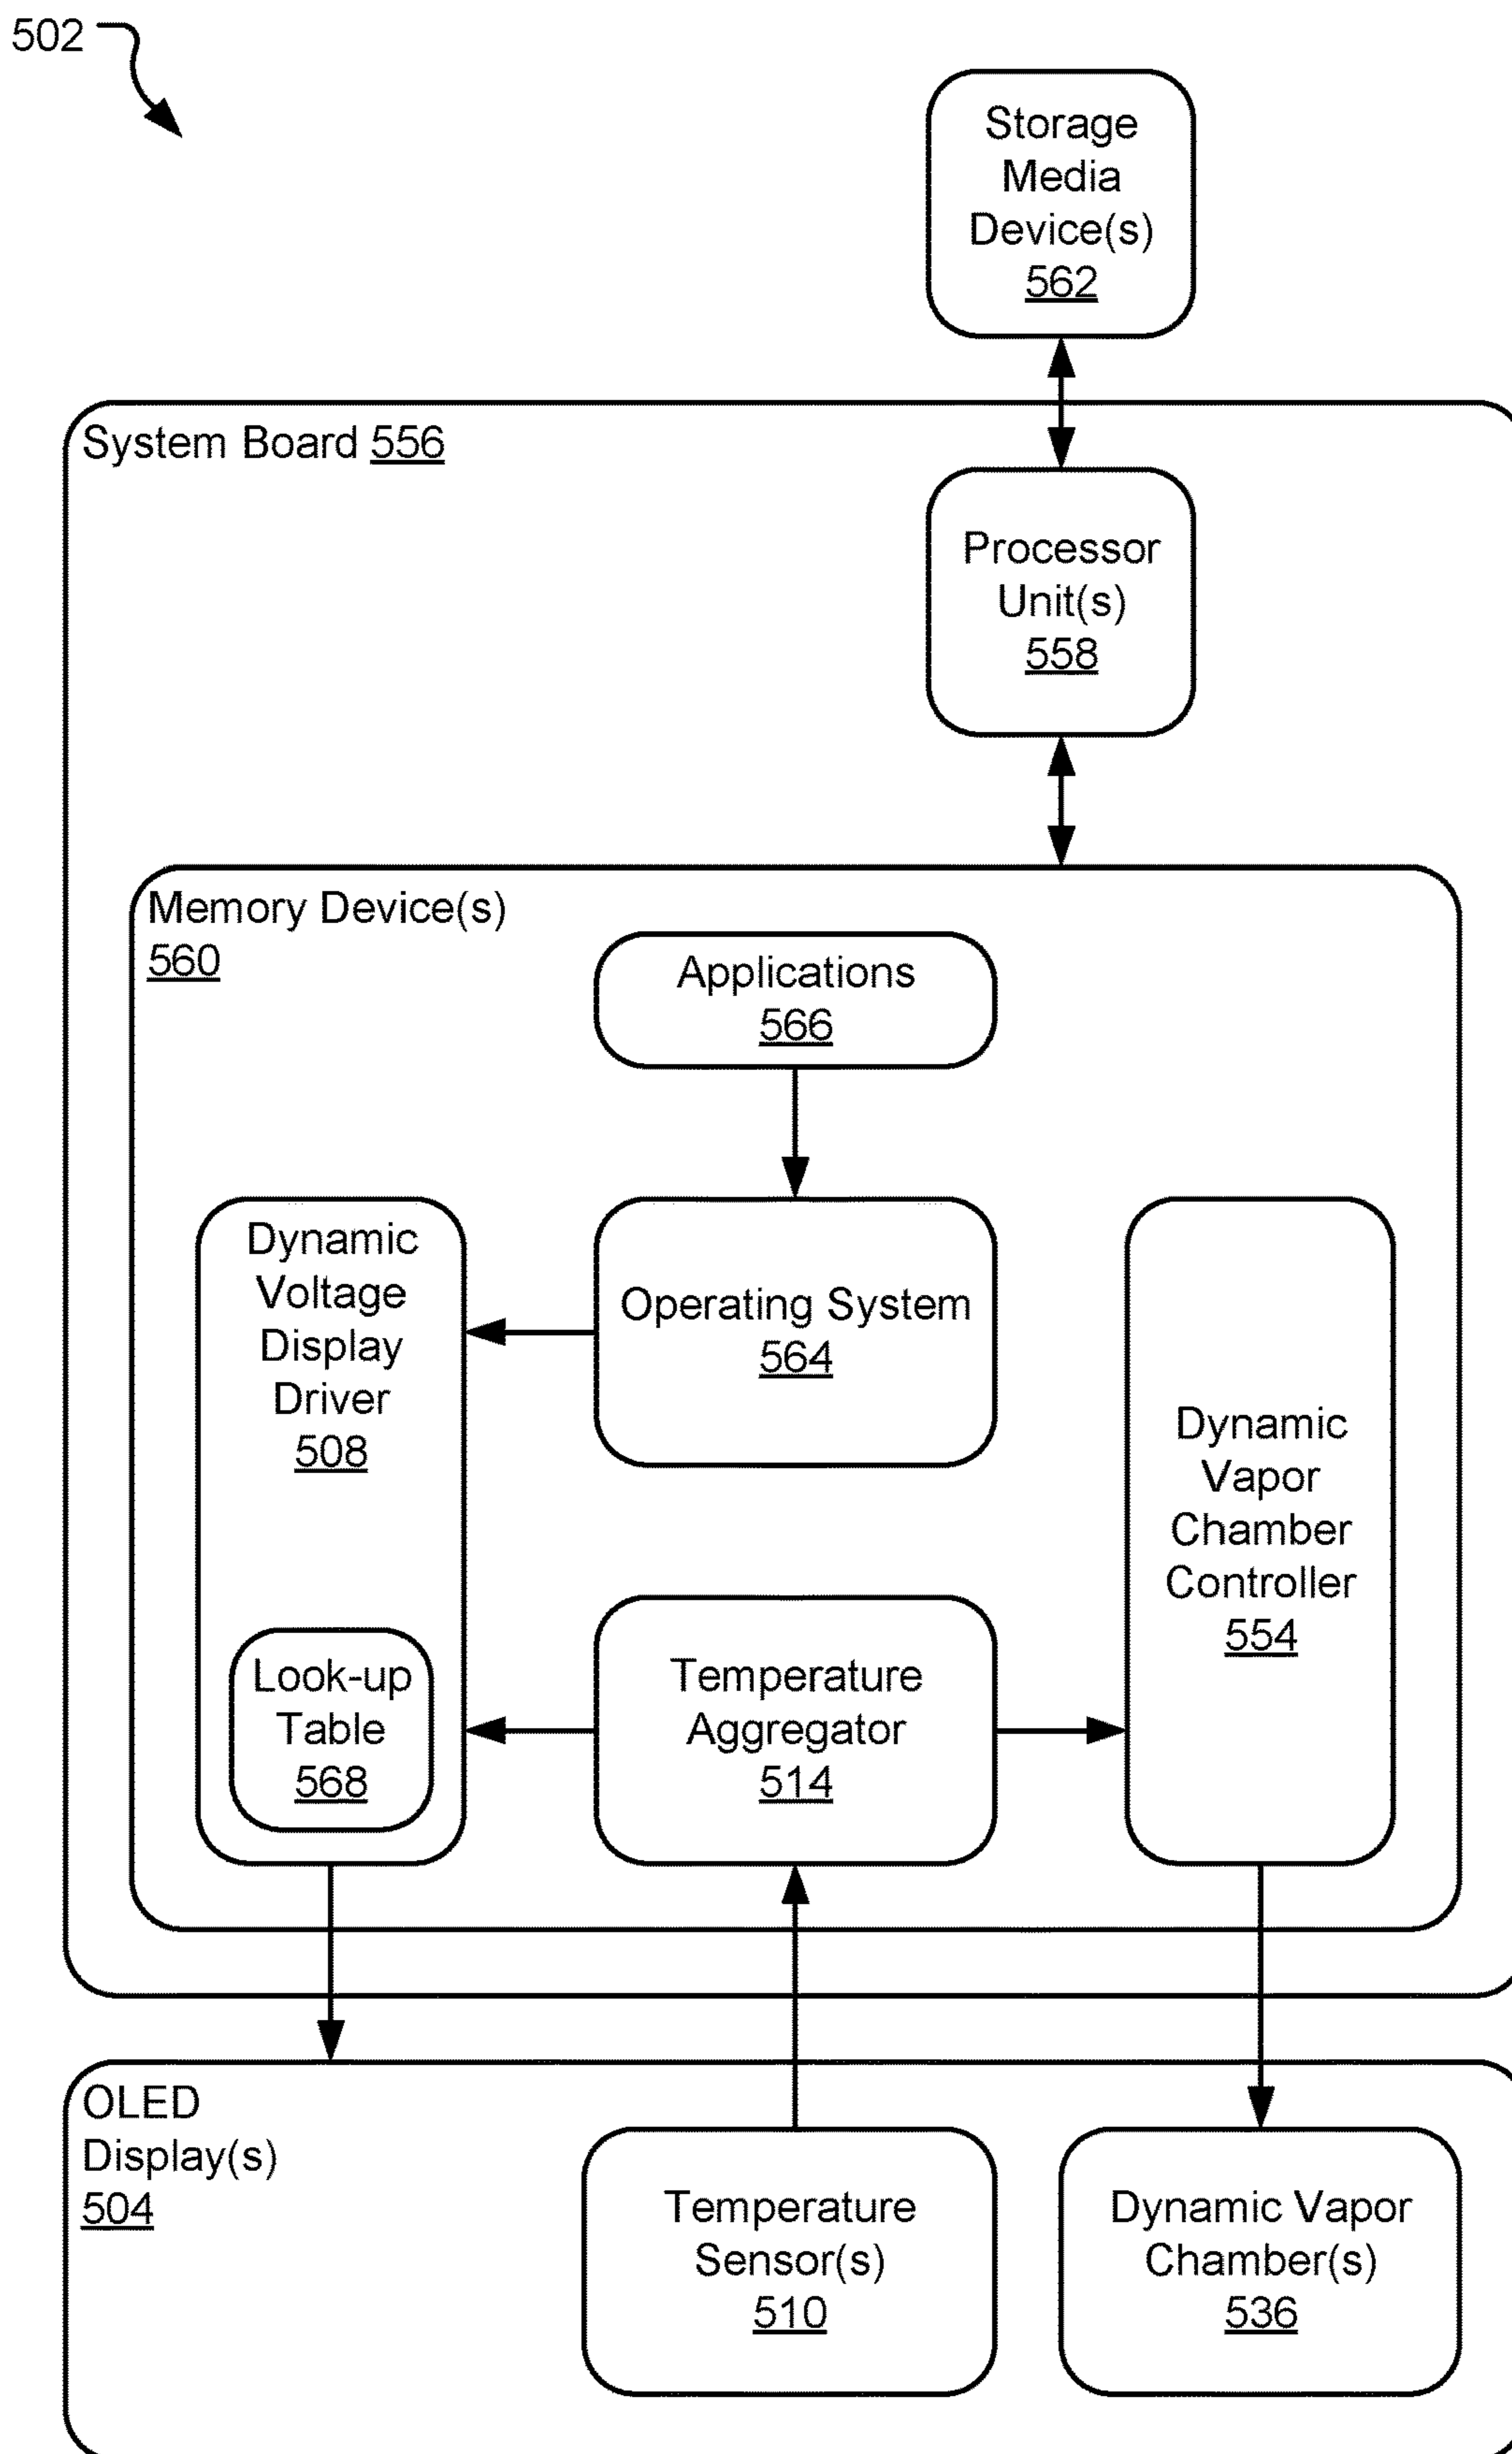 502
Storage
Media
Device(s)
562
System Board 556
Processor
Unit(s)
558
Memory Device(s)
560
Applications
566
Dynamic
Voltage
Display
Driver
508
Operating System
564
Dynamic
Vapor
Chamber
Controller
554
Look-up
Table
568
Temperature
Aggregator
514
OLED
Display(s)
504
Temperature
Sensor(s)
510
Dynamic Vapor
Chamber(s)
536